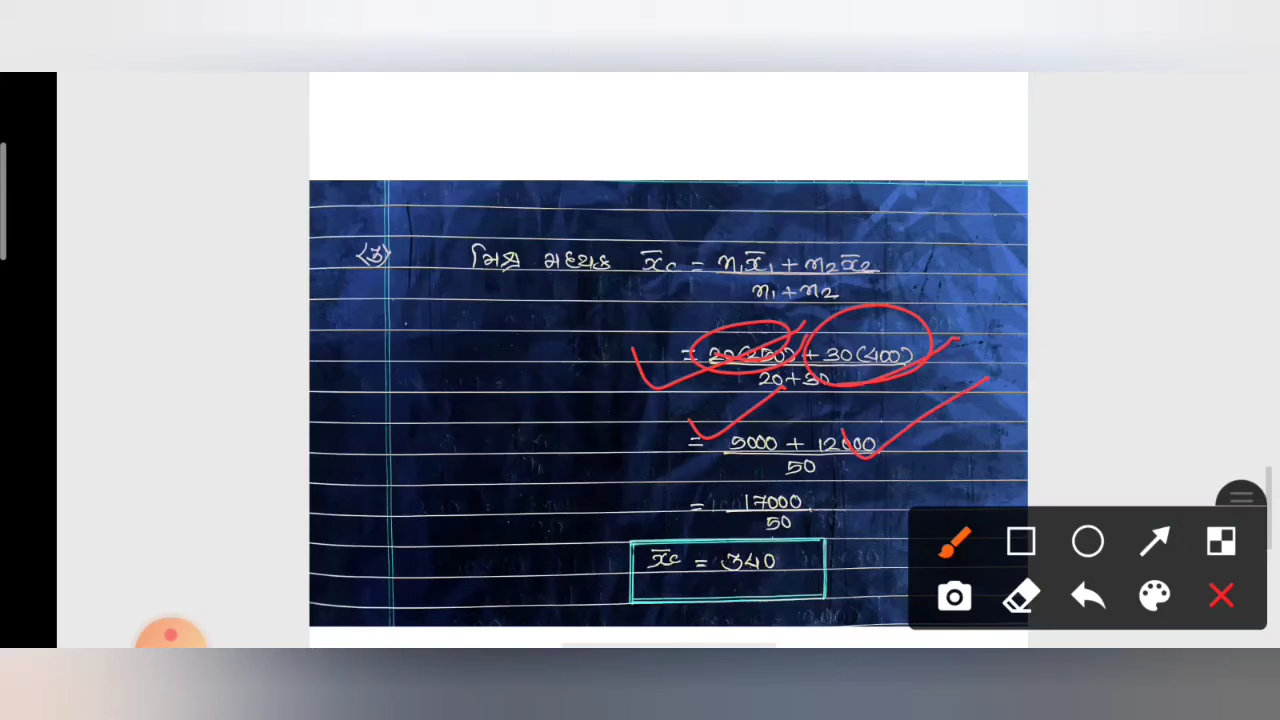 (3) મિશ્ર મધ્યક x̄c = n₁x̄₁ + n₂x̄₂
n₁ + n₂
= 20(250) + 30(400)
20+30
= 5000 + 12000
50
= 17000
50
x̄c = 340